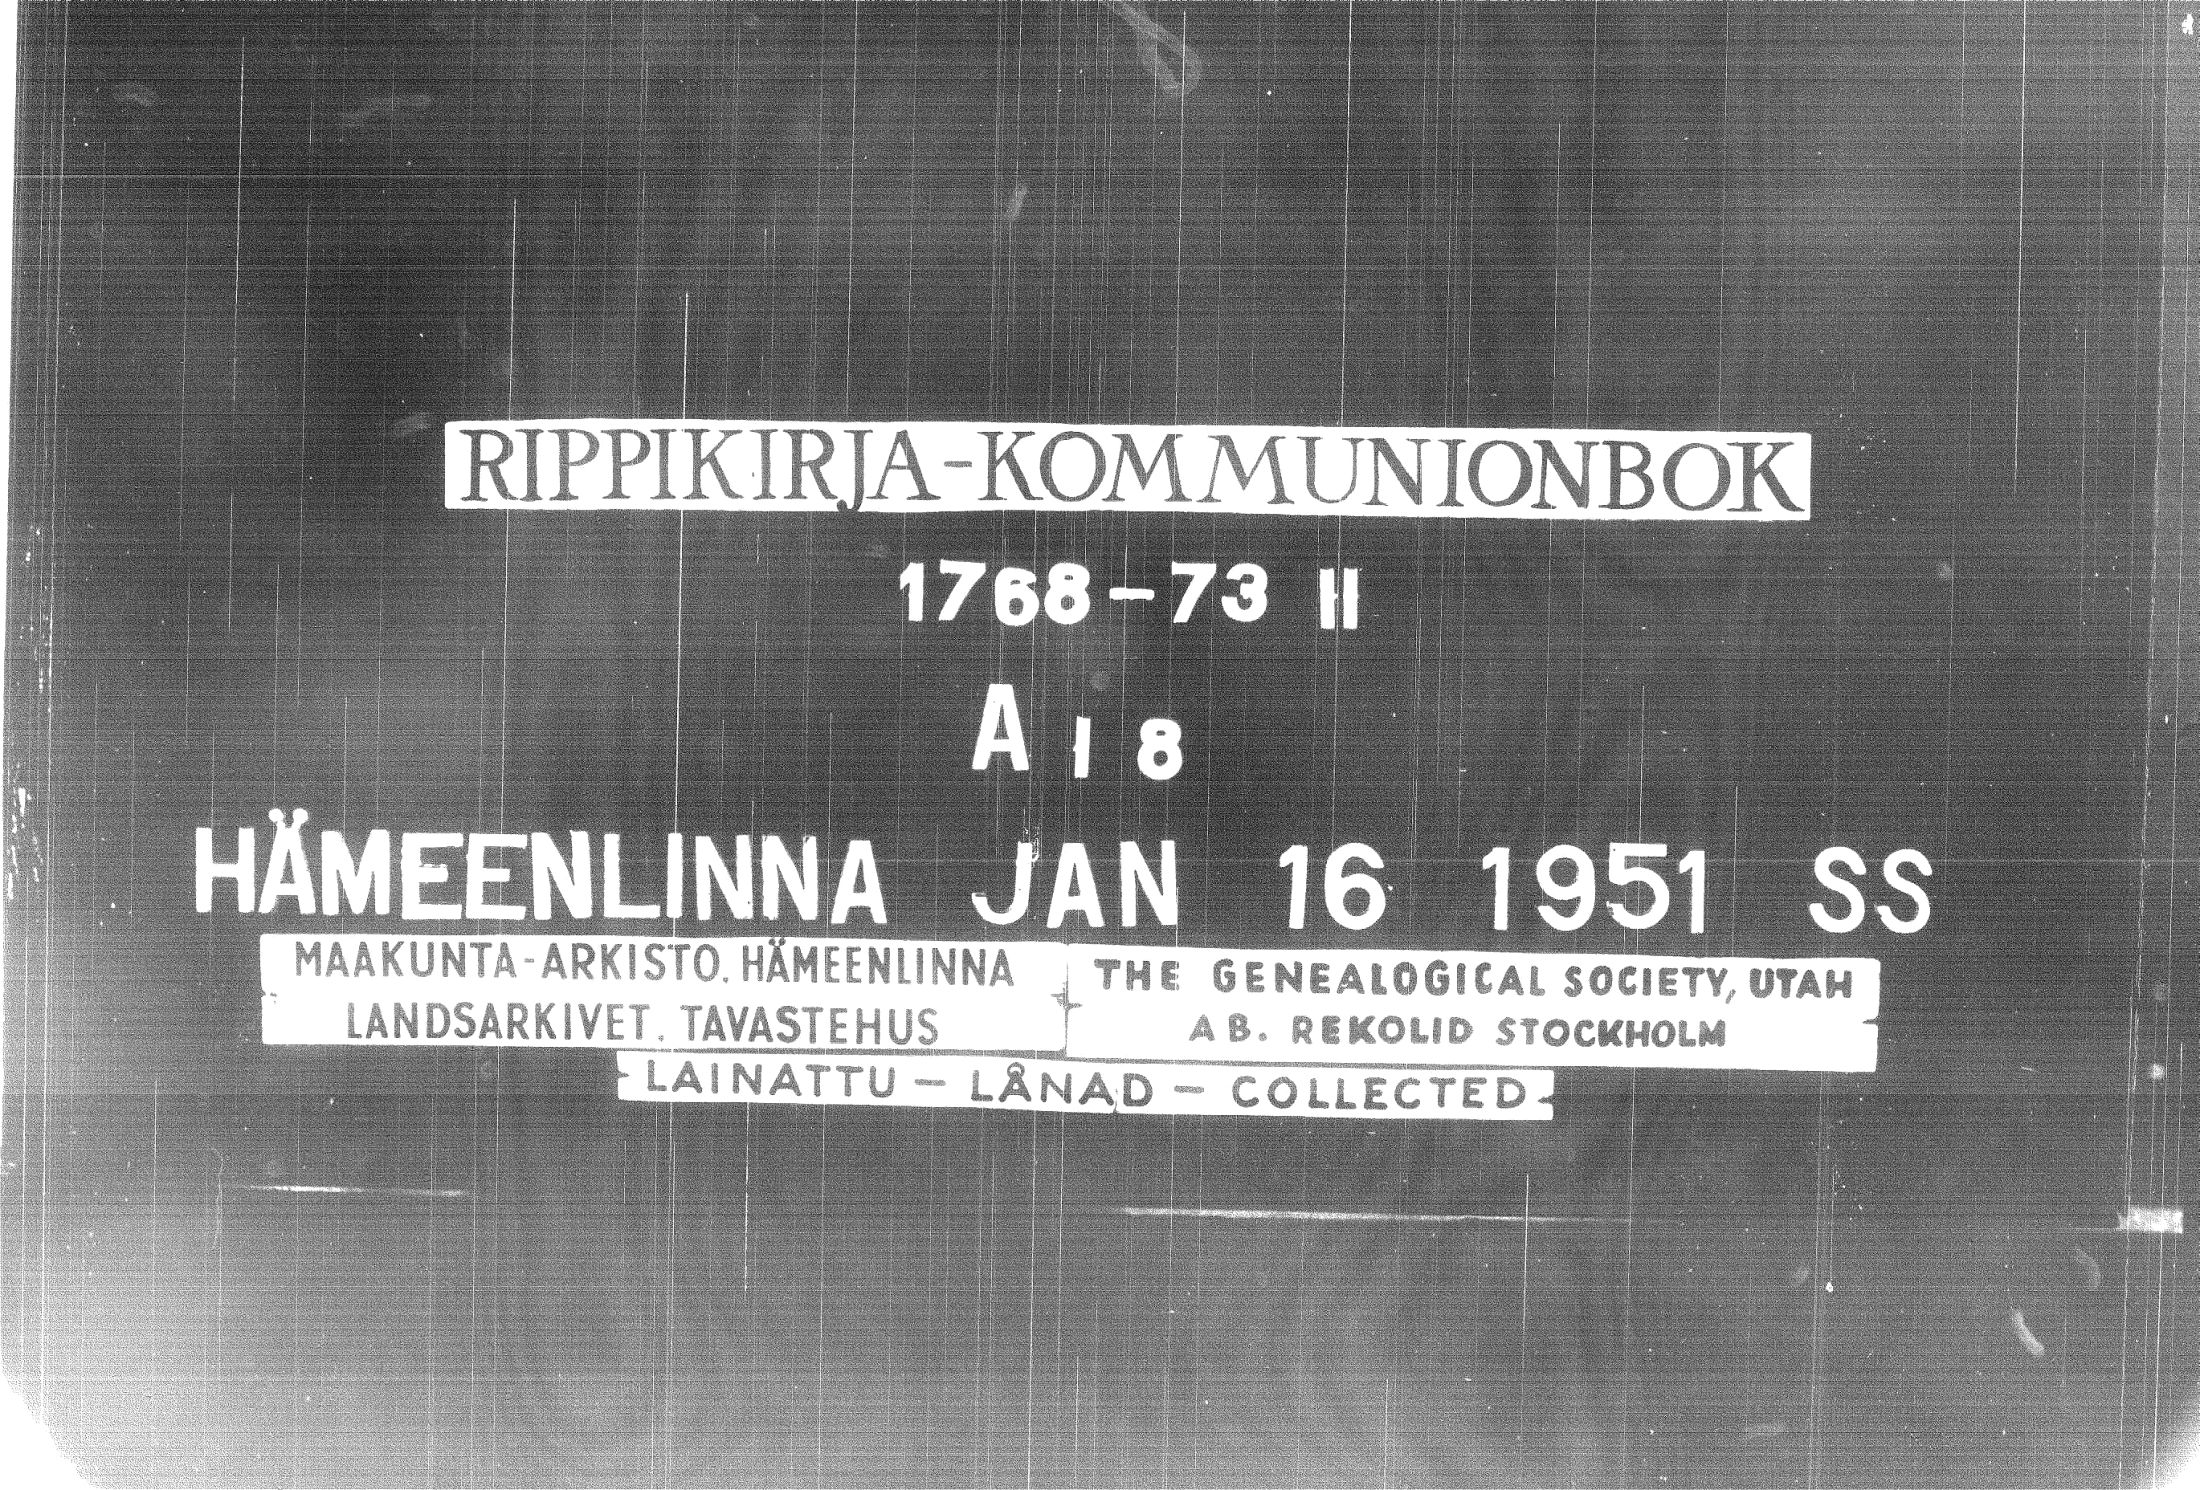 RIPPIKIRJA-KOMMUNIONBOK
1768-73 II
A I 8
HÄMEENLINNA JAN 16 1951 SS
MAAKUNTA-ARKISTO. HÄMEENLINNA
LANDSARKIVET. TAVASTEHUS
THE GENEALOGICAL SOCIETY, UTAH
AB. REKOLID STOCKHOLM
LAINATTU - LÅNAD - COLLECTED